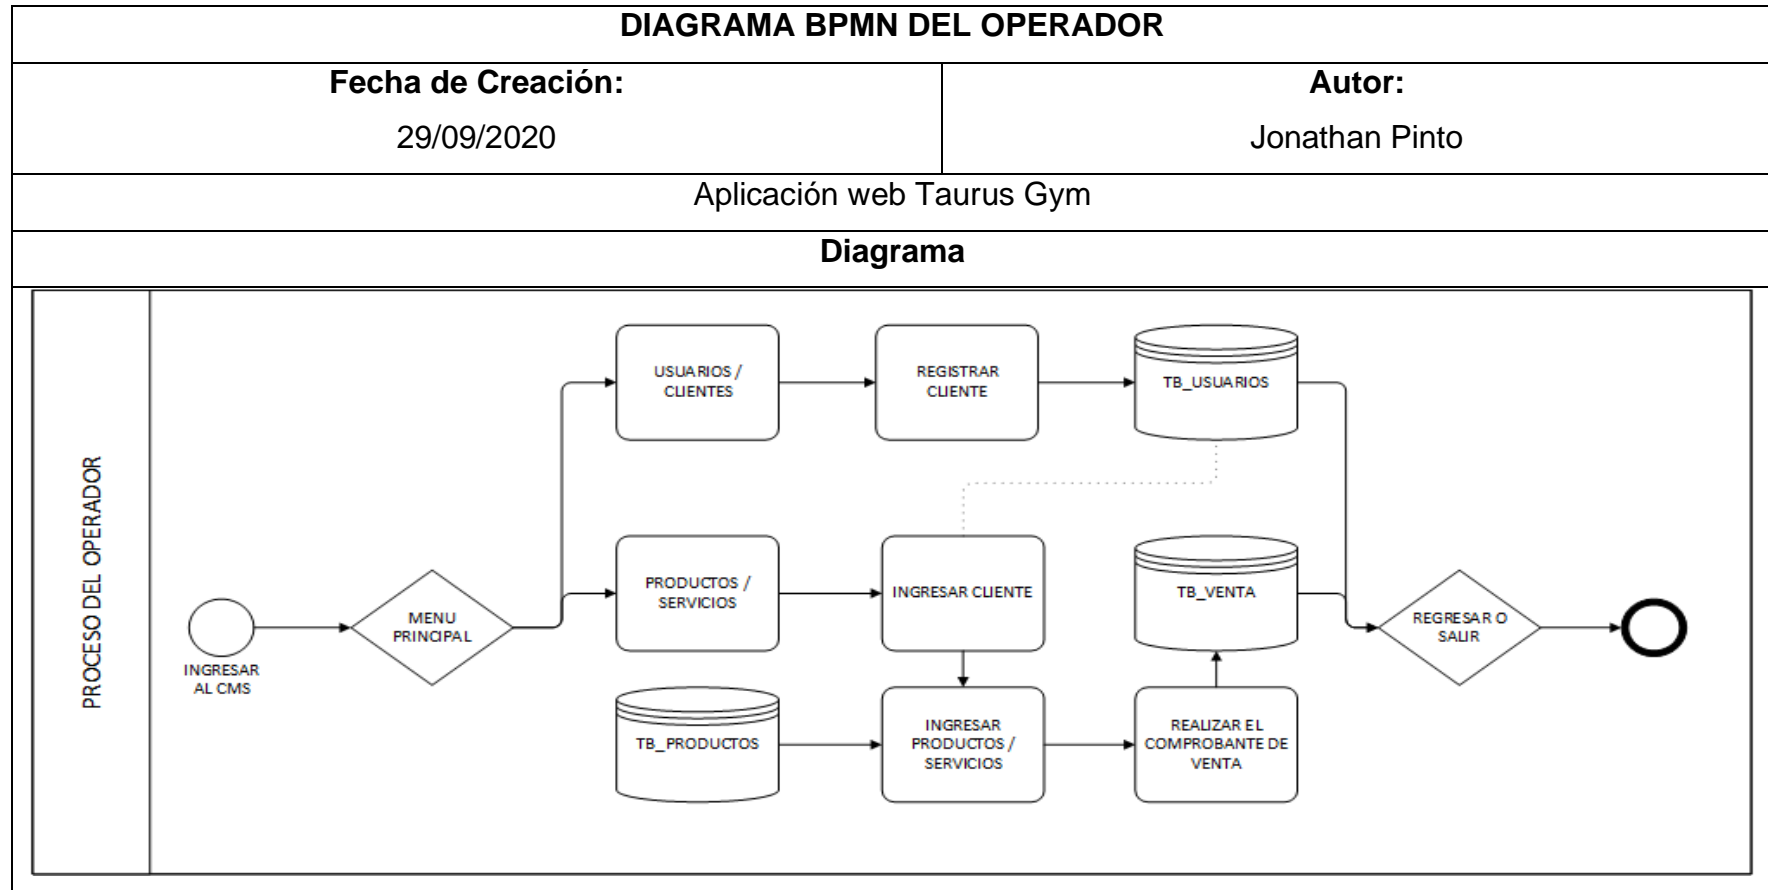 DIAGRAMA BPMN DEL OPERADOR
Fecha de Creación:
29/09/2020
Autor:
Jonathan Pinto
Aplicación web Taurus Gym
Diagrama
PROCESO DEL OPERADOR
INGRESAR
AL CMS
MENU
PRINCIPAL
USUARIOS /
CLIENTES
REGISTRAR
CLIENTE
TB_USUARIOS
PRODUCTOS /
SERVICIOS
INGRESAR CLIENTE
TB_VENTA
TB_PRODUCTOS
INGRESAR
PRODUCTOS /
SERVICIOS
REALIZAR EL
COMPROBANTE DE
VENTA
REGRESAR O
SALIR